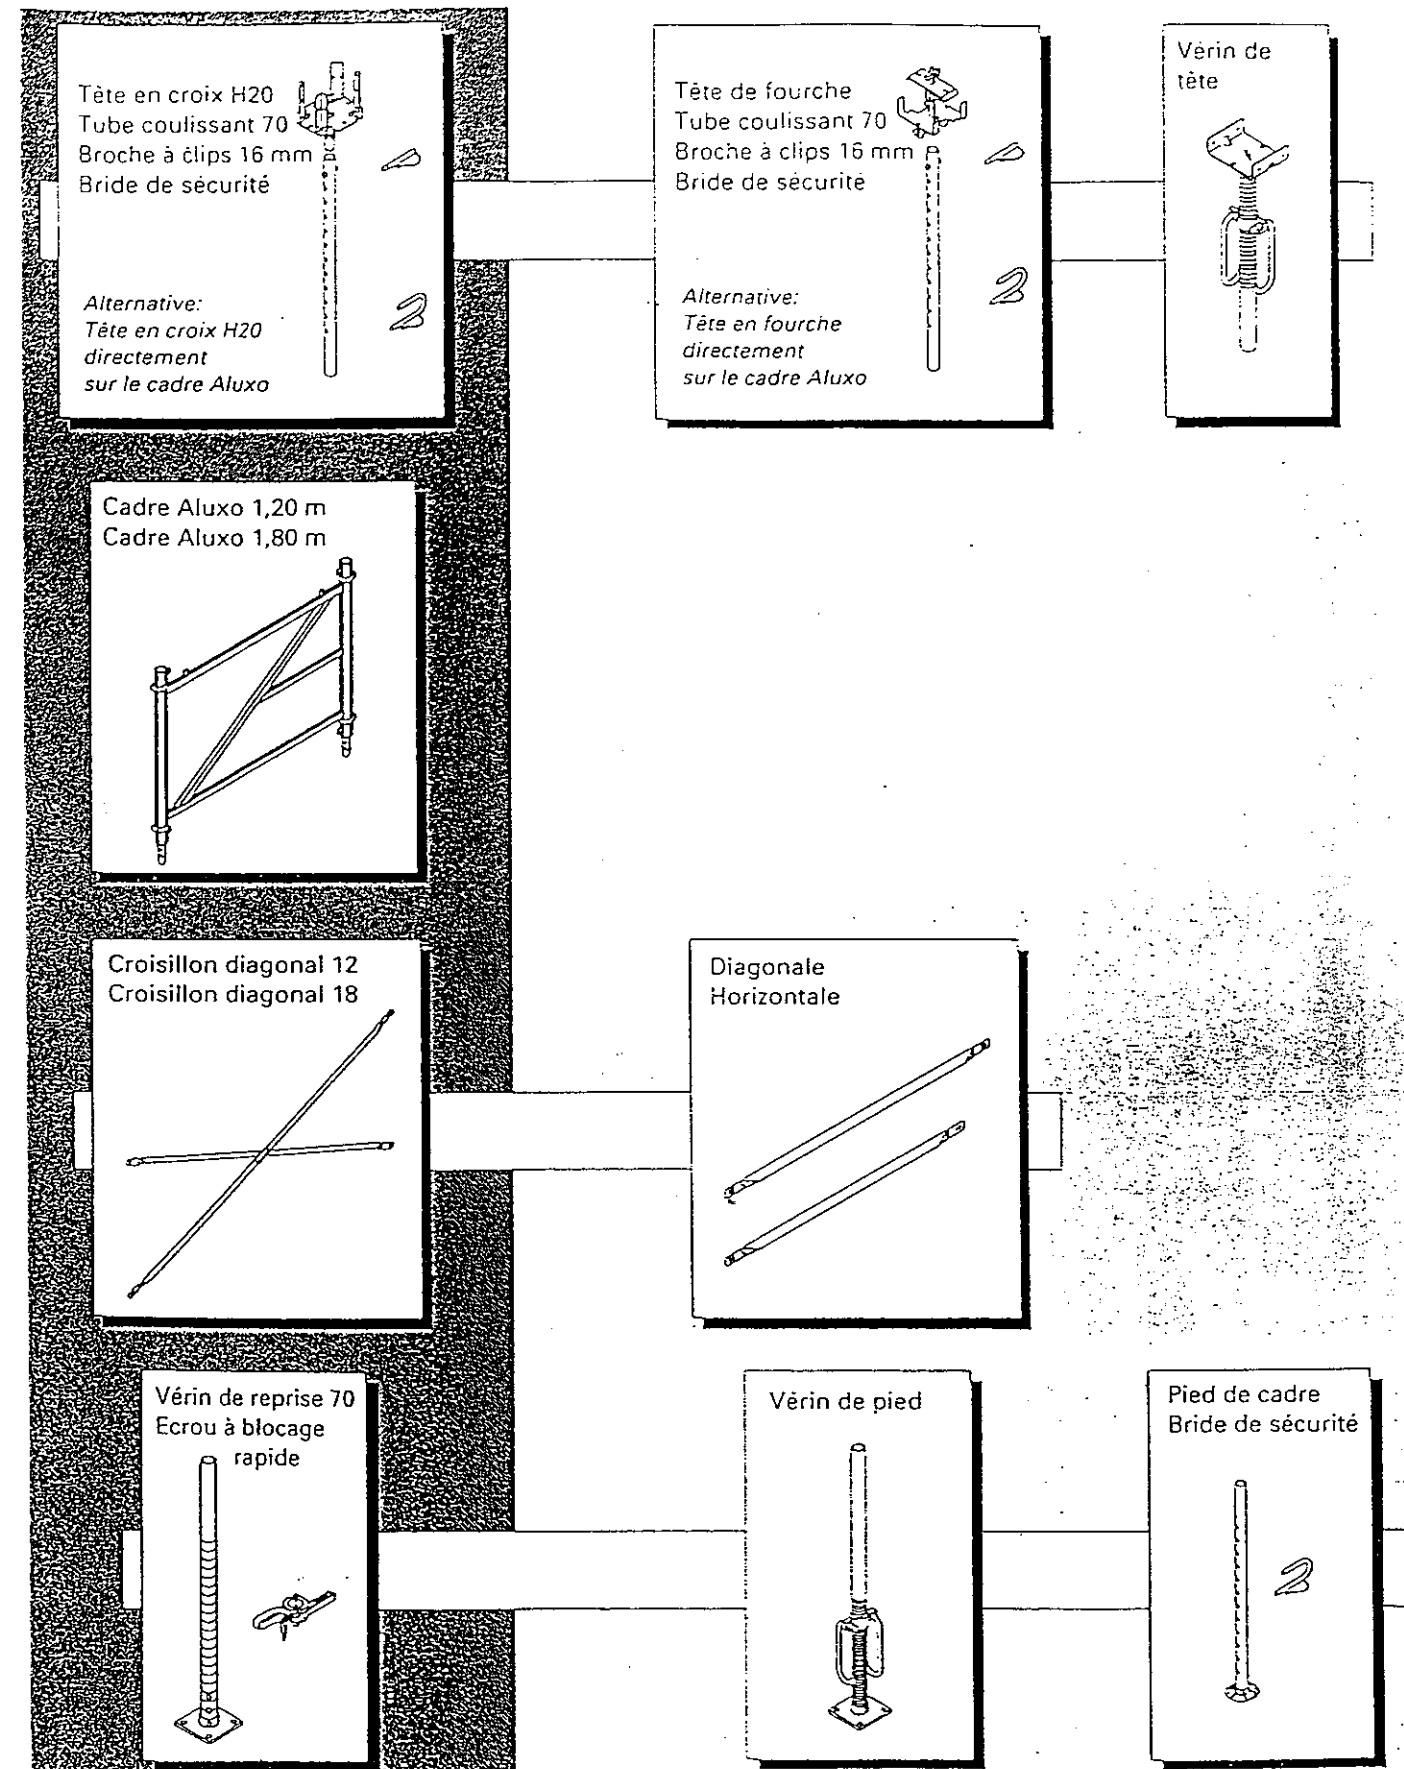 Tête en croix H20
Tube coulissant 70
Broche à clips 16 mm
Bride de sécurité
Alternative:
Tête en croix H20
directement
sur le cadre Aluxo
Tête de fourche
Tube coulissant 70
Broche à clips 16 mm
Bride de sécurité
Alternative:
Tête en fourche
directement
sur le cadre Aluxo
Vérin de
tête
Cadre Aluxo 1,20 m
Cadre Aluxo 1,80 m
Croisillon diagonal 12
Croisillon diagonal 18
Diagonale
Horizontale
Vérin de reprise 70
Ecrou à blocage
rapide
Vérin de pied
Pied de cadre
Bride de sécurité